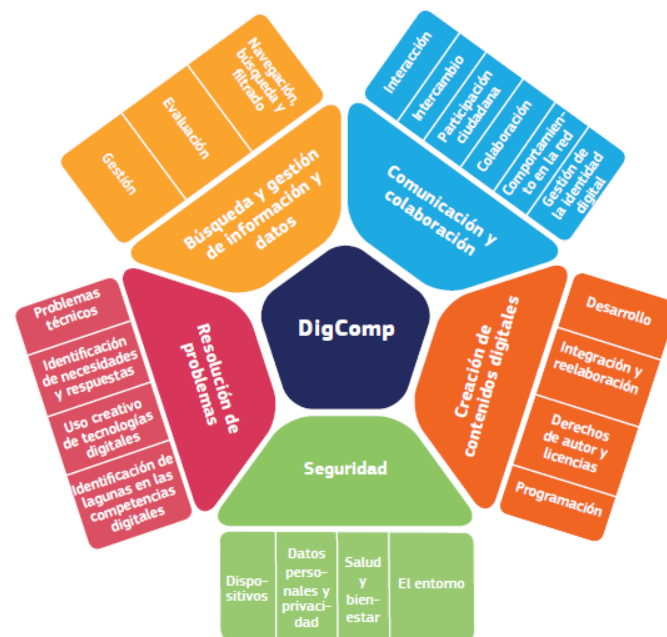 Navegación,
búsqueda y
filtrado
Evaluación
Gestión
Búsqueda y gestión
de información y
datos
Interacción
Intercambio
Participación
ciudadana
Colaboración
Comportamien-
to en la red
Gestión de
la identidad
digital
Comunicación y
colaboración
DigComp
Problemas
técnicos
Identificación
de necesidades
y respuestas
Uso creativo
de tecnologías
digitales
Identificación de
lagunas en las
competencias
digitales
Resolución de
problemas
Creación de
contenidos digitales
Desarrollo
Integración y
reelaboración
Derechos
de autor y
licencias
Programación
Seguridad
Dispo-
sitivos
Datos
perso-
nales y
privaci-
dad
Salud
y
bien-
estar
El entorno